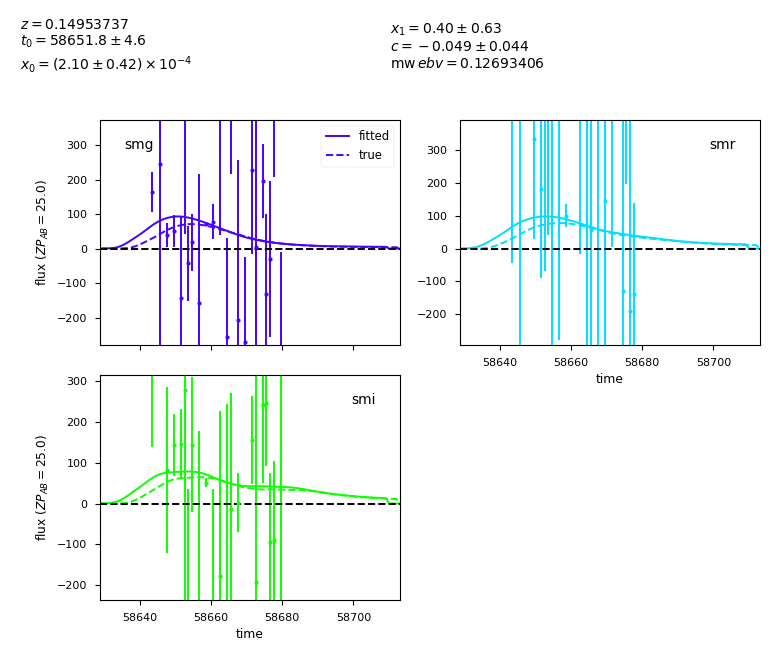 z = 0.14953737
t₀ = 58651.8 ± 4.6
x₀ = (2.10 ± 0.42) × 10⁻⁴
x₁ = 0.40 ± 0.63
c = −0.049 ± 0.044
mw ebv = 0.12693406
smg
fitted
true
300
200
100
0
−100
−200
flux (ZP_AB = 25.0)
smr
300
200
100
0
−100
−200
58640 58660 58680 58700
time
smi
300
200
100
0
−100
−200
flux (ZP_AB = 25.0)
58640 58660 58680 58700
time